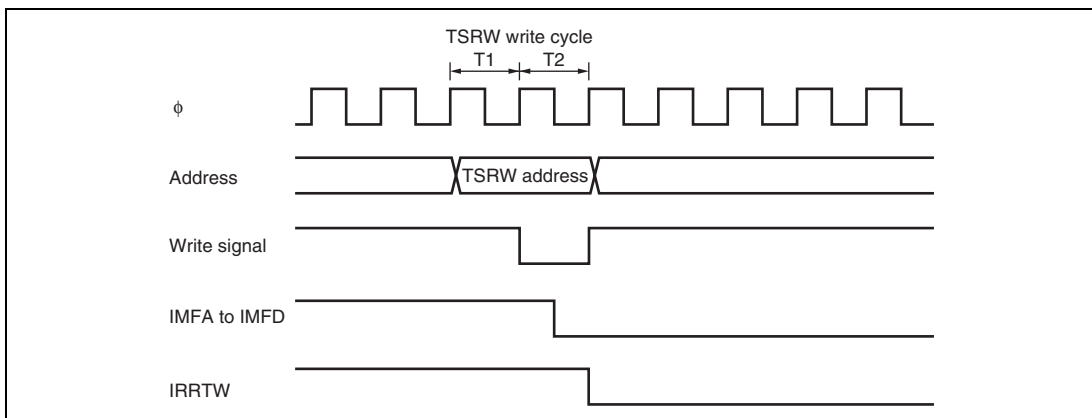 TSRW write cycle
T1 T2
ϕ
Address
TSRW address
Write signal
IMFA to IMFD
IRRTW